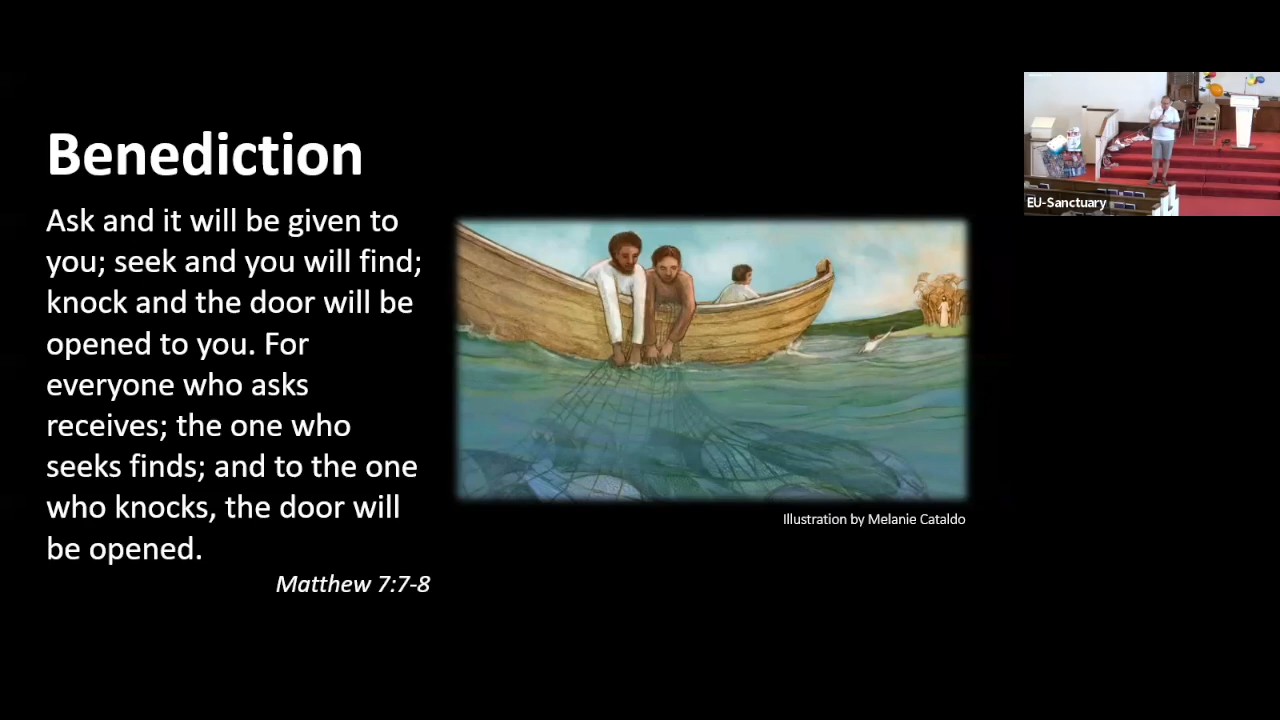 Benediction
Ask and it will be given to
you; seek and you will find;
knock and the door will be
opened to you. For
everyone who asks
receives; the one who
seeks finds; and to the one
who knocks, the door will
be opened.
Matthew 7:7-8
Illustration by Melanie Cataldo
EU-Sanctuary